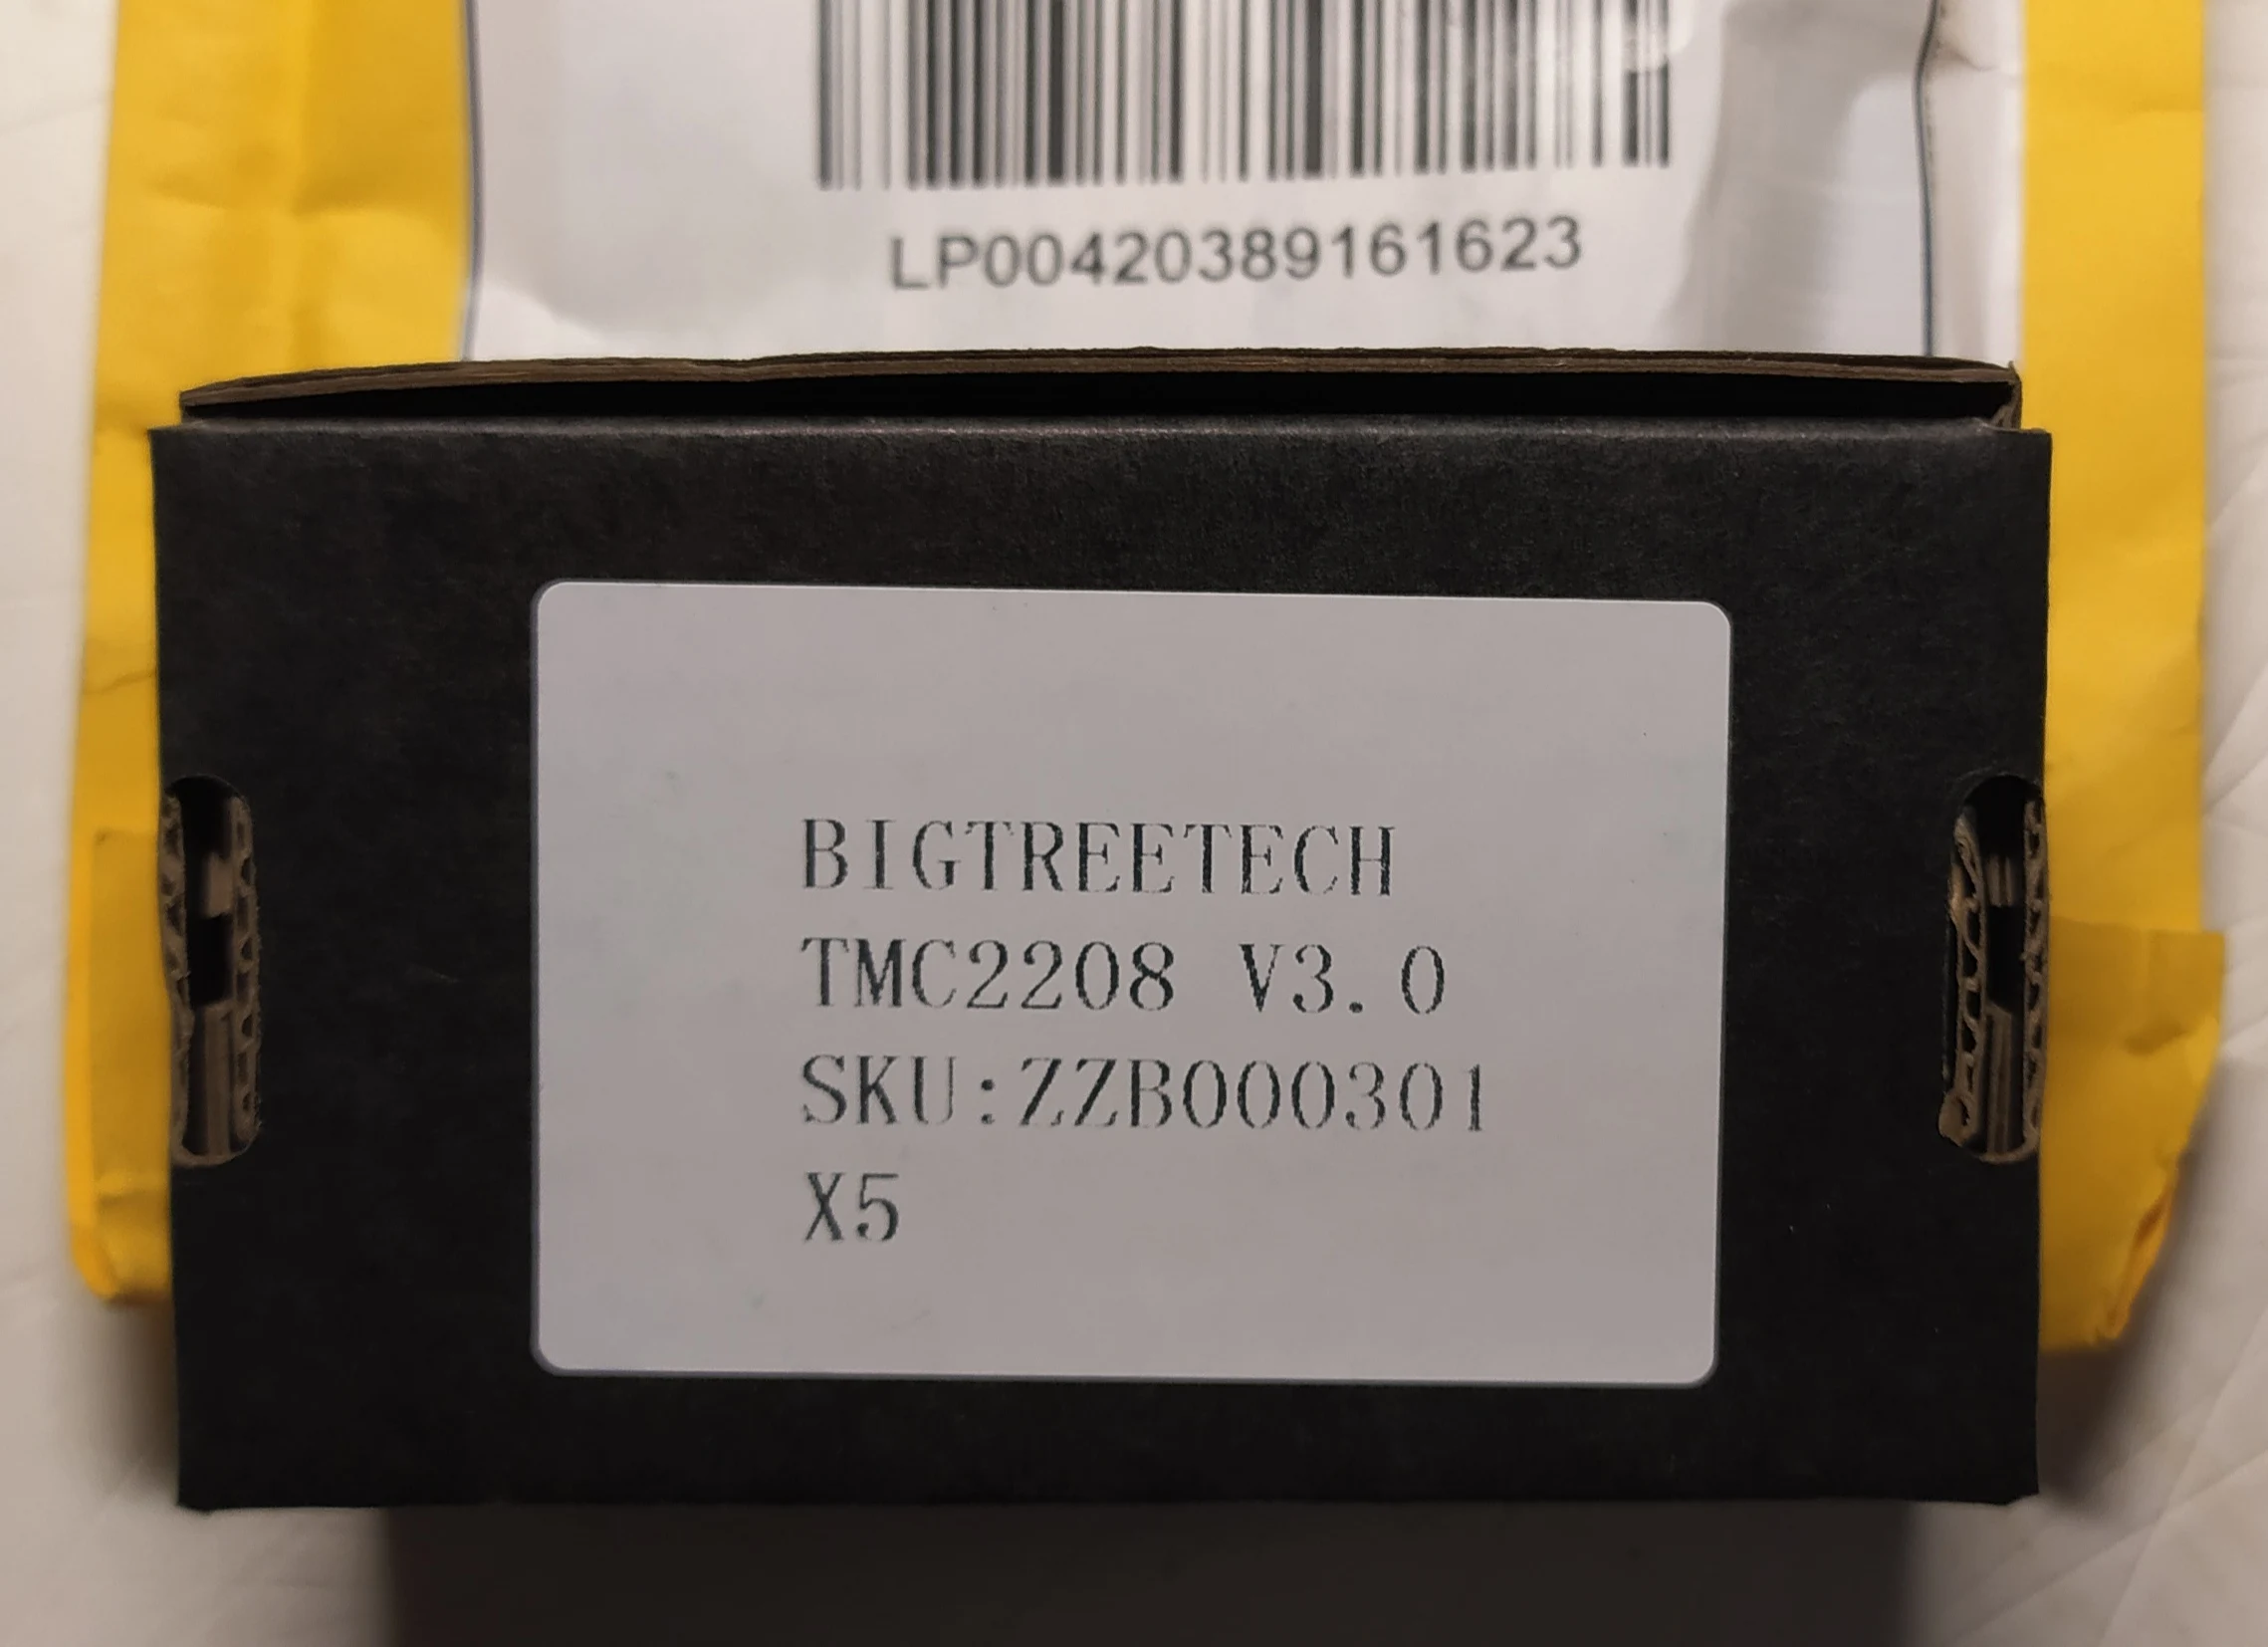 LP00420389161623
BIGTREETECH
TMC2208 V3.0
SKU:ZZB000301
X5